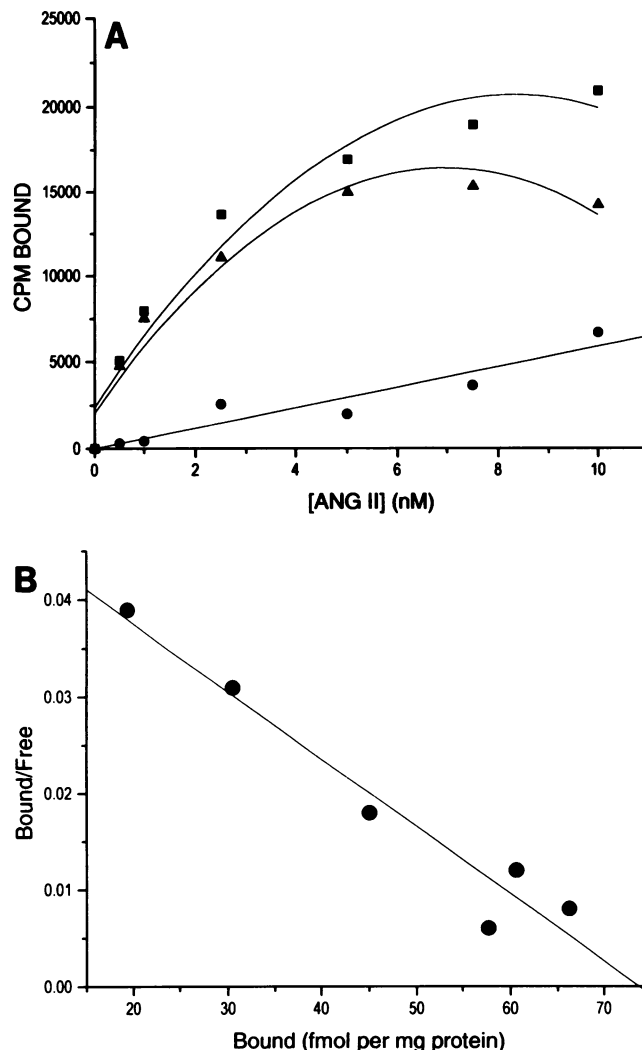 A
25000
20000
15000
10000
5000
0
CPM BOUND
0 2 4 6 8 10
[ANG II] (nM)
B
0.04
0.03
0.02
0.01
0.00
Bound/Free
20 30 40 50 60 70
Bound (fmol per mg protein)